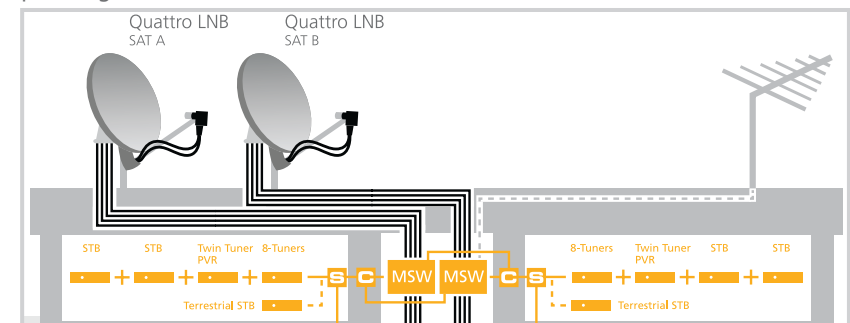 Quattro LNB
SAT A
Quattro LNB
SAT B
STB
STB
Twin Tuner
PVR
8-Tuners
8-Tuners
Twin Tuner
PVR
STB
STB
S
C
MSW
MSW
C
S
Terrestrial STB
Terrestrial STB